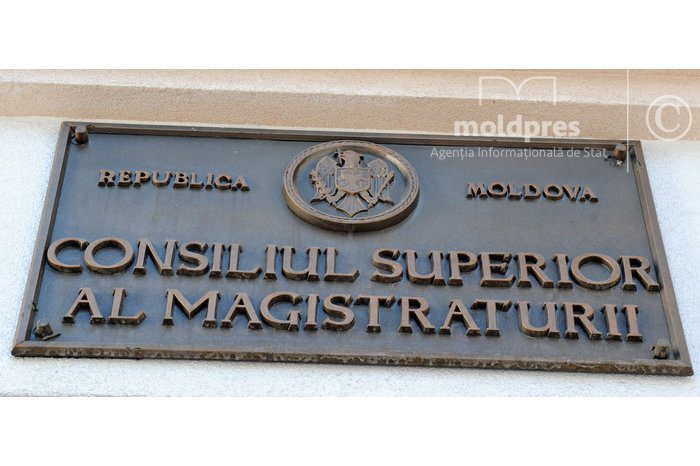 moldpres
Agenția Informațională de Stat
©
REPUBLICA MOLDOVA
CONSILIUL SUPERIOR
AL MAGISTRATURII